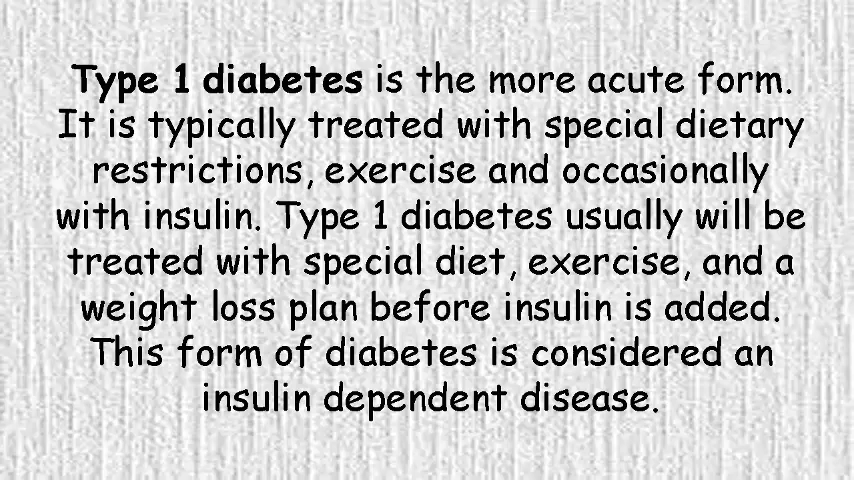 Type 1 diabetes is the more acute form.
It is typically treated with special dietary
restrictions, exercise and occasionally
with insulin. Type 1 diabetes usually will be
treated with special diet, exercise, and a
weight loss plan before insulin is added.
This form of diabetes is considered an
insulin dependent disease.